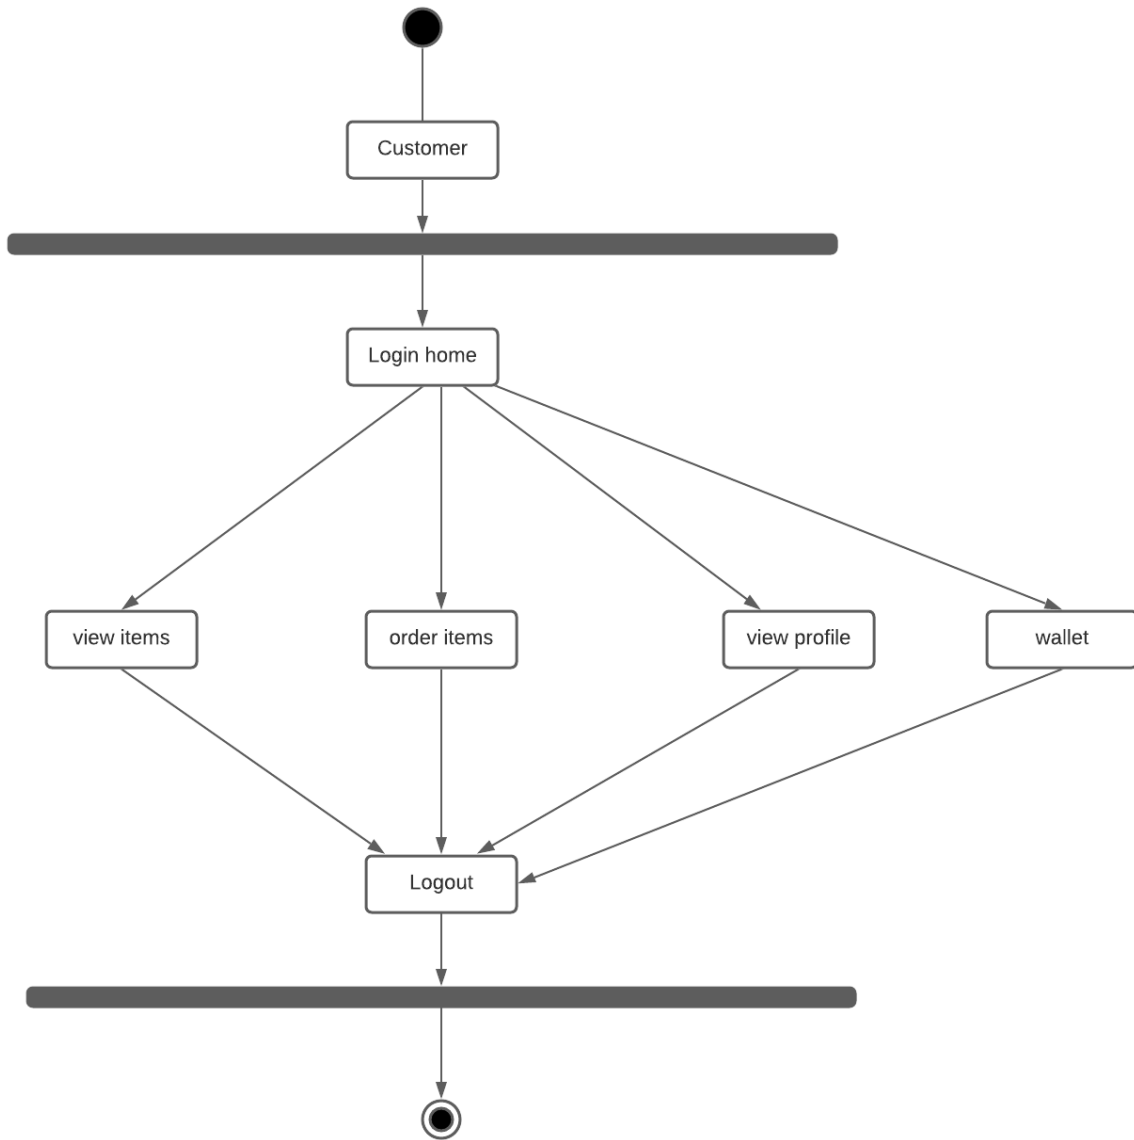 Customer
Login home
view items
order items
view profile
wallet
Logout